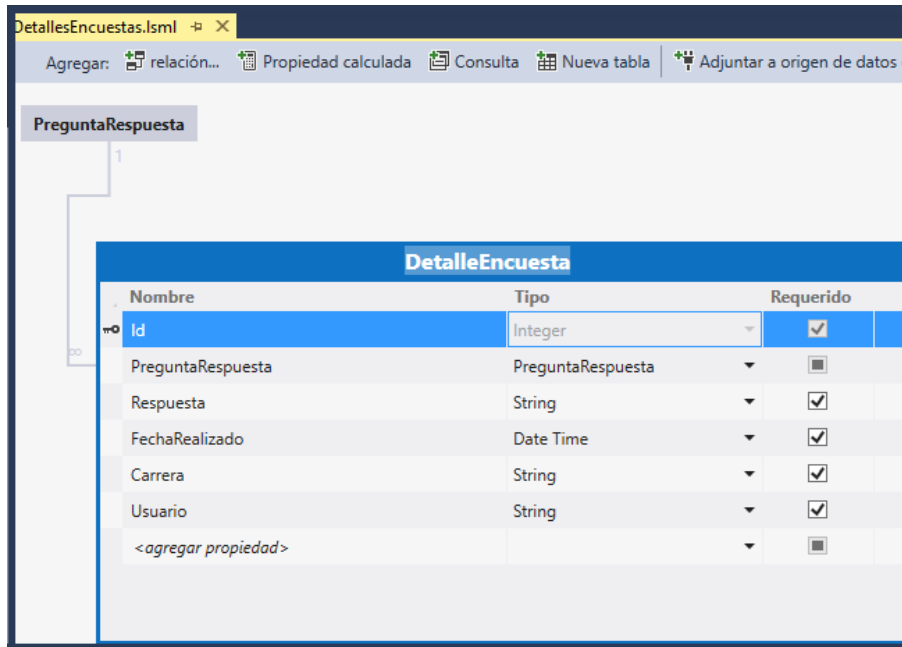 DetallesEncuestas.lsml
Agregar: relación... Propiedad calculada Consulta Nueva tabla Adjuntar a origen de datos
PreguntaRespuesta
1
DetalleEncuesta
Nombre Tipo Requerido
Id Integer
∞
PreguntaRespuesta PreguntaRespuesta
Respuesta String
FechaRealizado Date Time
Carrera String
Usuario String
<agregar propiedad>